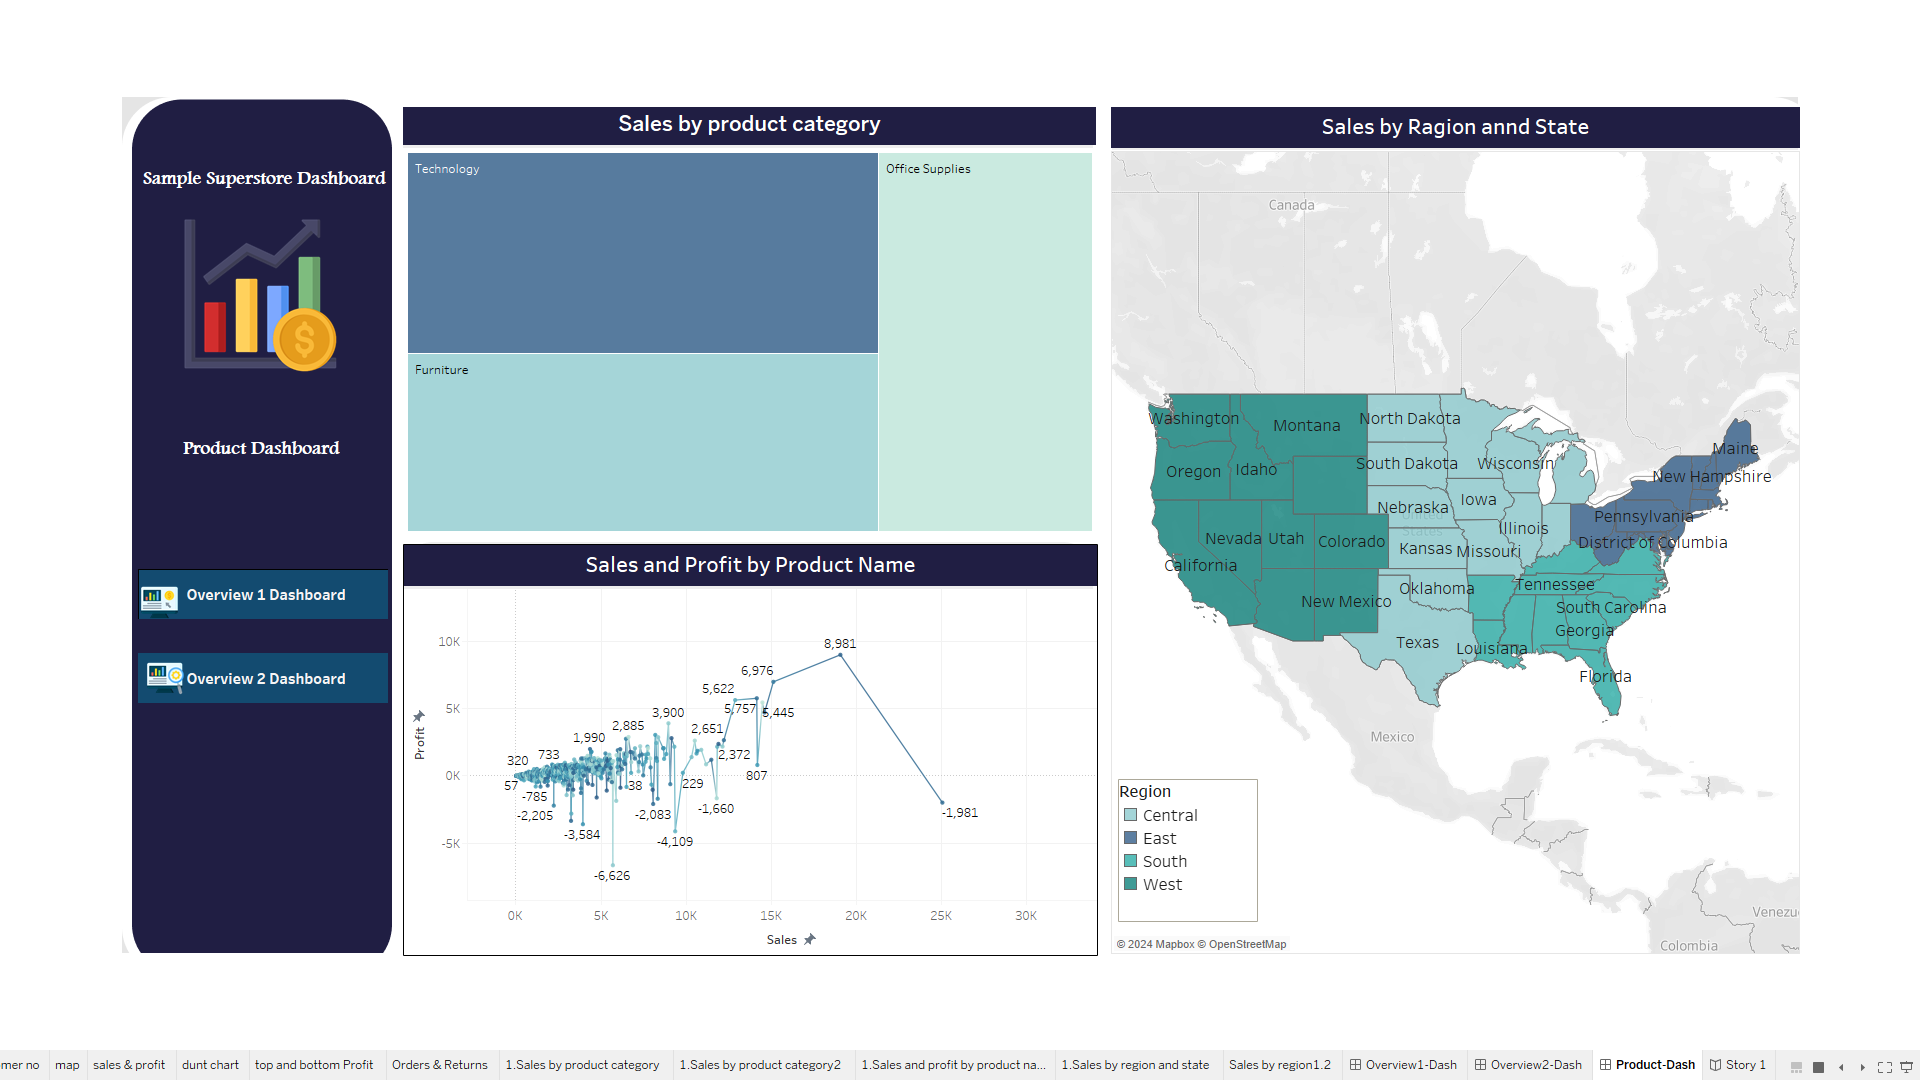 Sample Superstore Dashboard
Product Dashboard
Overview 1 Dashboard
Overview 2 Dashboard
Sales by product category
Technology
Office Supplies
Furniture
Sales and Profit by Product Name
10K
5K
0K
-5K
Profit
8,981
6,976
5,622
5,757
5,445
3,900
2,885
2,651
1,990
2,372
733
320
807
57
38
229
-785
-1,660
-2,205
-2,083
-1,981
-3,584
-4,109
-6,626
0K
5K
10K
15K
20K
25K
30K
Sales
Sales by Ragion annd State
Canada
Washington
Montana
North Dakota
Maine
Oregon
Idaho
South Dakota
Wisconsin
New Hampshire
Nebraska
Iowa
United
States
Pennsylvania
Illinois
Nevada
Utah
Colorado
Kansas
Missouri
District of Columbia
California
New Mexico
Oklahoma
Tennessee
South Carolina
Georgia
Texas
Louisiana
Florida
Mexico
Region
Central
East
South
West
Venezu
Colombia
© 2024 Mapbox © OpenStreetMap
mer no
map
sales & profit
dunt chart
top and bottom Profit
Orders & Returns
1.Sales by product category
1.Sales by product category2
1.Sales and profit by product na...
1.Sales by region and state
Sales by region1.2
Overview1-Dash
Overview2-Dash
Product-Dash
Story 1